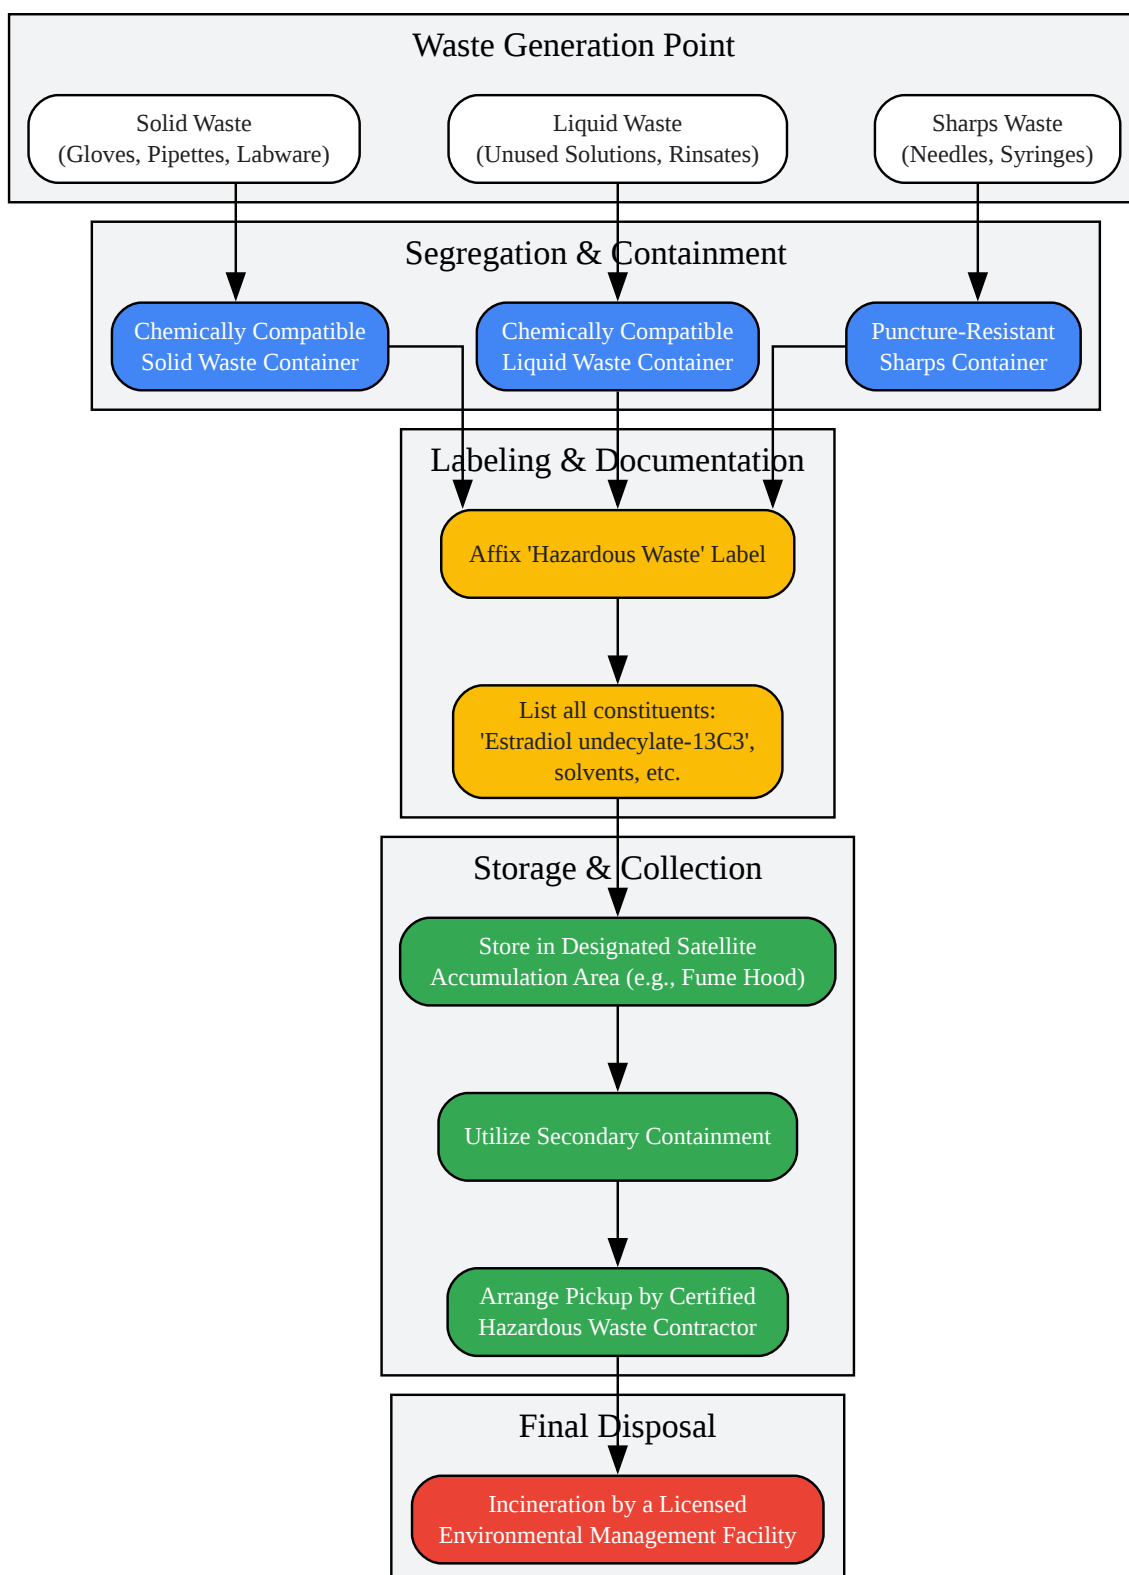 Waste Generation Point
Solid Waste
(Gloves, Pipettes, Labware)
Liquid Waste
(Unused Solutions, Rinsates)
Sharps Waste
(Needles, Syringes)
Segregation & Containment
Chemically Compatible
Solid Waste Container
Chemically Compatible
Liquid Waste Container
Puncture-Resistant
Sharps Container
Labeling & Documentation
Affix 'Hazardous Waste' Label
List all constituents:
'Estradiol undecylate-13C3',
solvents, etc.
Storage & Collection
Store in Designated Satellite
Accumulation Area (e.g., Fume Hood)
Utilize Secondary Containment
Arrange Pickup by Certified
Hazardous Waste Contractor
Final Disposal
Incineration by a Licensed
Environmental Management Facility